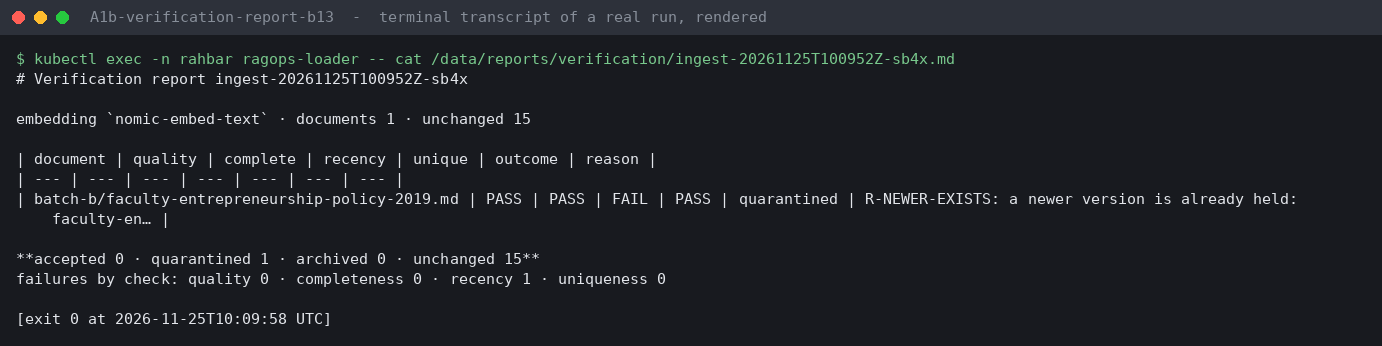 A1b-verification-report-b13 - terminal transcript of a real run, rendered
$ kubectl exec -n rahbar ragops-loader -- cat /data/reports/verification/ingest-20261125T100952Z-sb4x.md
# Verification report ingest-20261125T100952Z-sb4x
embedding `nomic-embed-text` · documents 1 · unchanged 15
| document | quality | complete | recency | unique | outcome | reason |
| --- | --- | --- | --- | --- | --- | --- |
| batch-b/faculty-entrepreneurship-policy-2019.md | PASS | PASS | FAIL | PASS | quarantined | R-NEWER-EXISTS: a newer version is already held:
faculty-en… |
**accepted 0 · quarantined 1 · archived 0 · unchanged 15**
failures by check: quality 0 · completeness 0 · recency 1 · uniqueness 0
[exit 0 at 2026-11-25T10:09:58 UTC]